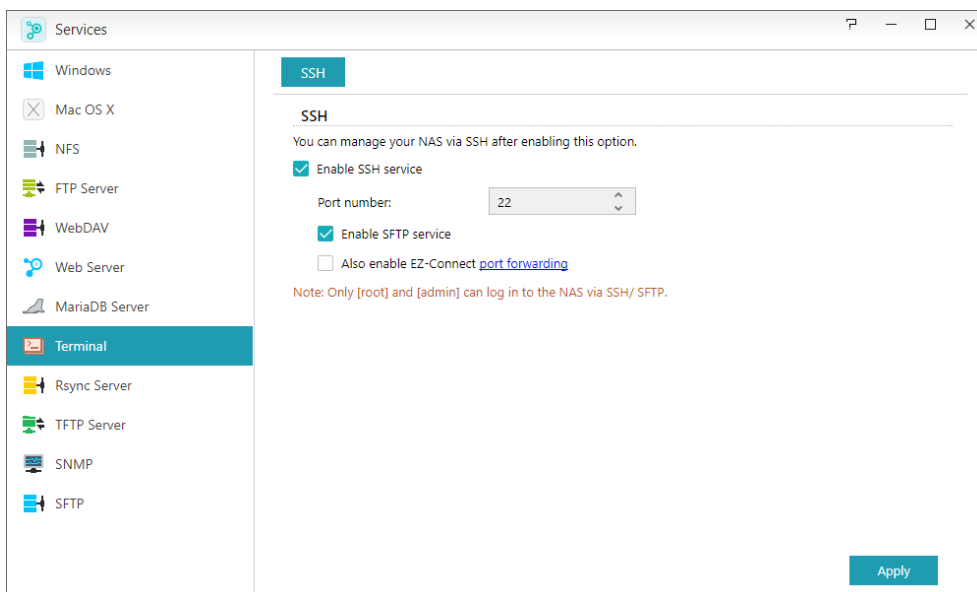 Services
Windows
Mac OS X
NFS
FTP Server
WebDAV
Web Server
MariaDB Server
Terminal
Rsync Server
TFTP Server
SNMP
SFTP
SSH
SSH
You can manage your NAS via SSH after enabling this option.
Enable SSH service
Port number: 22
Enable SFTP service
Also enable EZ-Connect port forwarding
Note: Only [root] and [admin] can log in to the NAS via SSH/ SFTP.
Apply